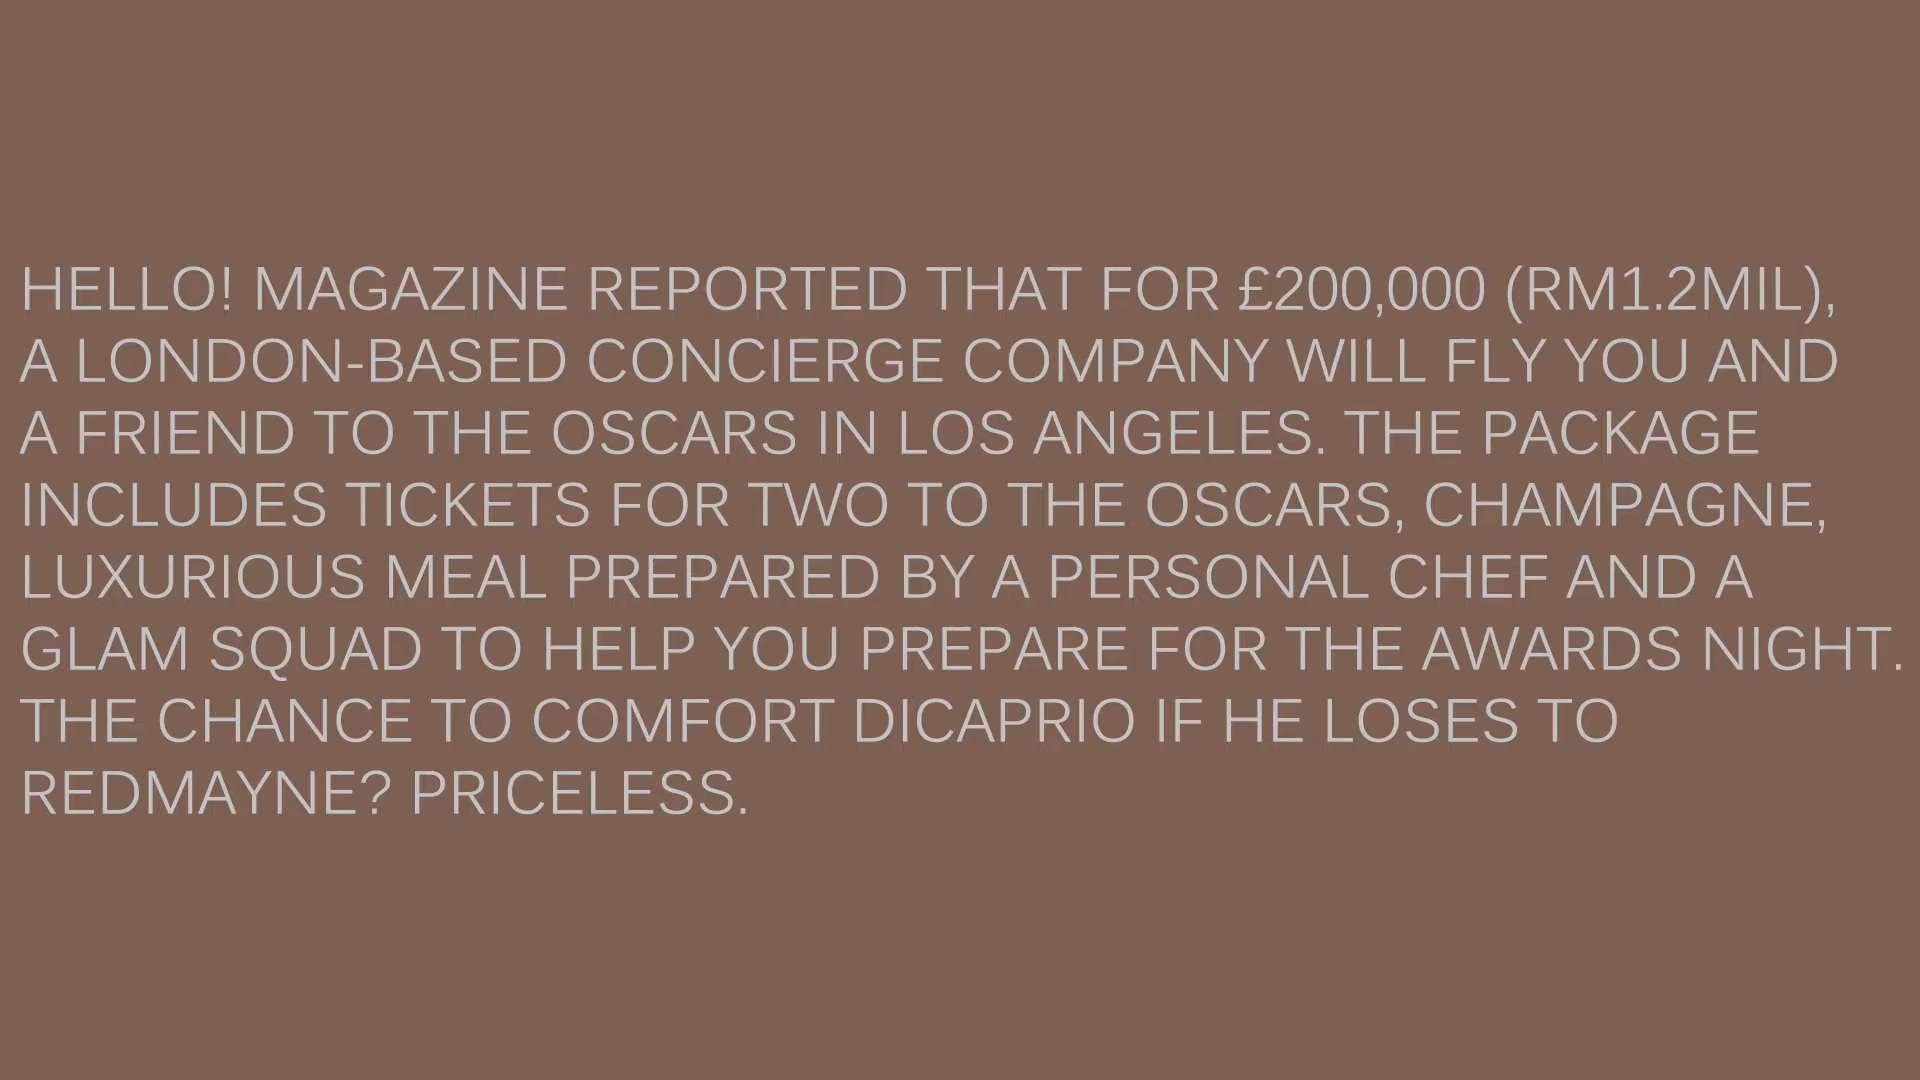 HELLO! MAGAZINE REPORTED THAT FOR £200,000 (RM1.2MIL),
A LONDON-BASED CONCIERGE COMPANY WILL FLY YOU AND
A FRIEND TO THE OSCARS IN LOS ANGELES. THE PACKAGE
INCLUDES TICKETS FOR TWO TO THE OSCARS, CHAMPAGNE,
LUXURIOUS MEAL PREPARED BY A PERSONAL CHEF AND A
GLAM SQUAD TO HELP YOU PREPARE FOR THE AWARDS NIGHT.
THE CHANCE TO COMFORT DICAPRIO IF HE LOSES TO
REDMAYNE? PRICELESS.